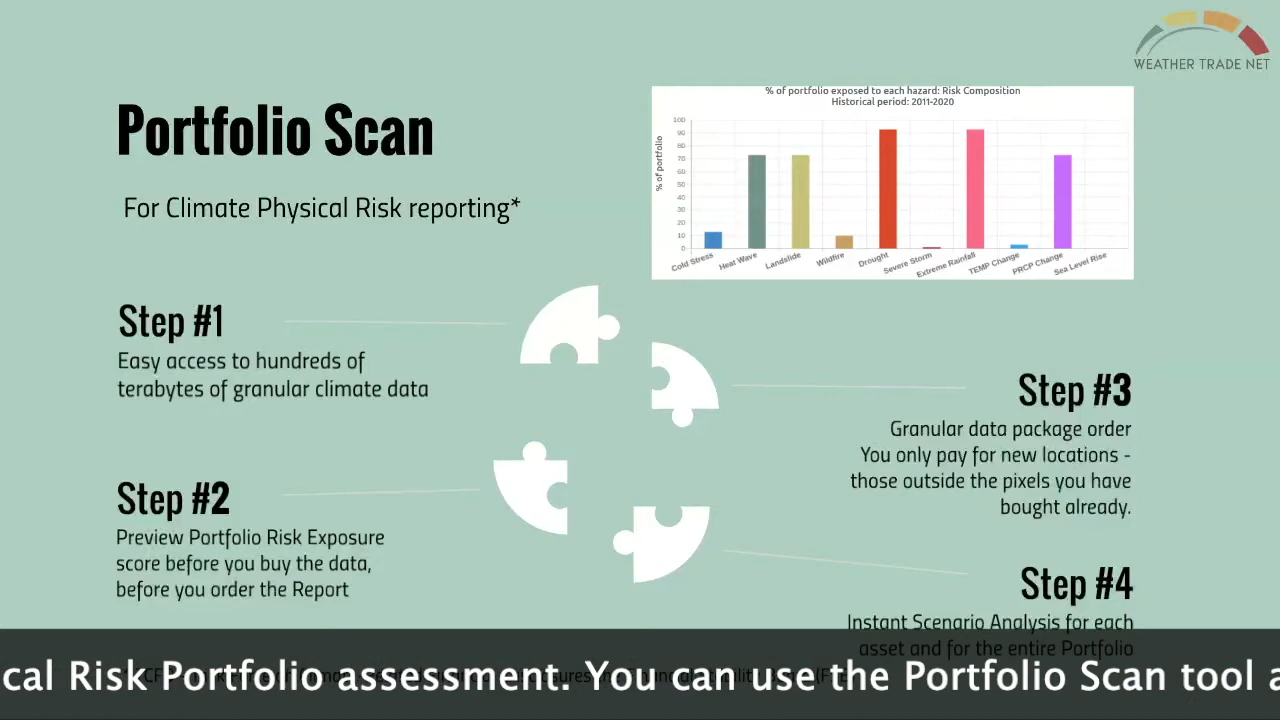 WEATHER TRADE NET
Portfolio Scan
For Climate Physical Risk reporting*
% of portfolio exposed to each hazard: Risk Composition
Historical period: 2011-2020
% of portfolio
100
90
80
70
60
50
40
30
20
10
0
Cold Stress
Heat Wave
Landslide
Wildfire
Drought
Severe Storm
Extreme Rainfall
TEMP Change
PRCP Change
Sea Level Rise
Step #1
Easy access to hundreds of
terabytes of granular climate data
Step #2
Preview Portfolio Risk Exposure
score before you buy the data,
before you order the Report
Step #3
Granular data package order
You only pay for new locations -
those outside the pixels you have
bought already.
Step #4
Instant Scenario Analysis for each
asset and for the entire Portfolio
cal Risk Portfolio assessment. You can use the Portfolio Scan tool a